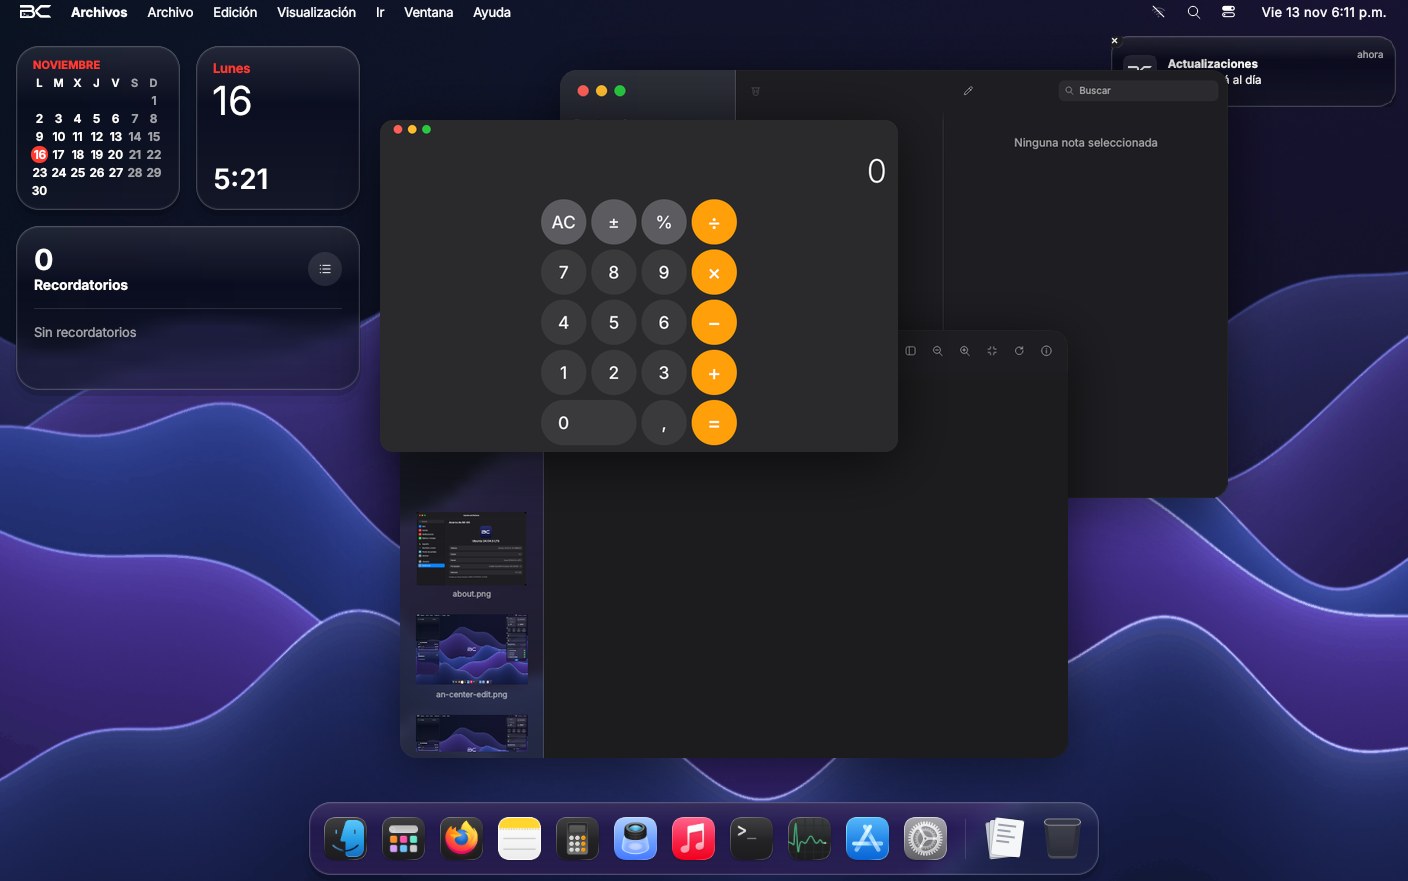 Archivos Archivo Edición Visualización Ir Ventana Ayuda
Vie 13 nov 6:11 p.m.
NOVIEMBRE
L M X J V S D
1
2 3 4 5 6 7 8
9 10 11 12 13 14 15
16 17 18 19 20 21 22
23 24 25 26 27 28 29
30
Lunes
16
5:21
0
Recordatorios
Sin recordatorios
ahora
Actualizaciones
al día
Buscar
Ninguna nota seleccionada
0
AC ± % ÷
7 8 9 ×
4 5 6 −
1 2 3 +
0 , =
about.png
an-center-edit.png